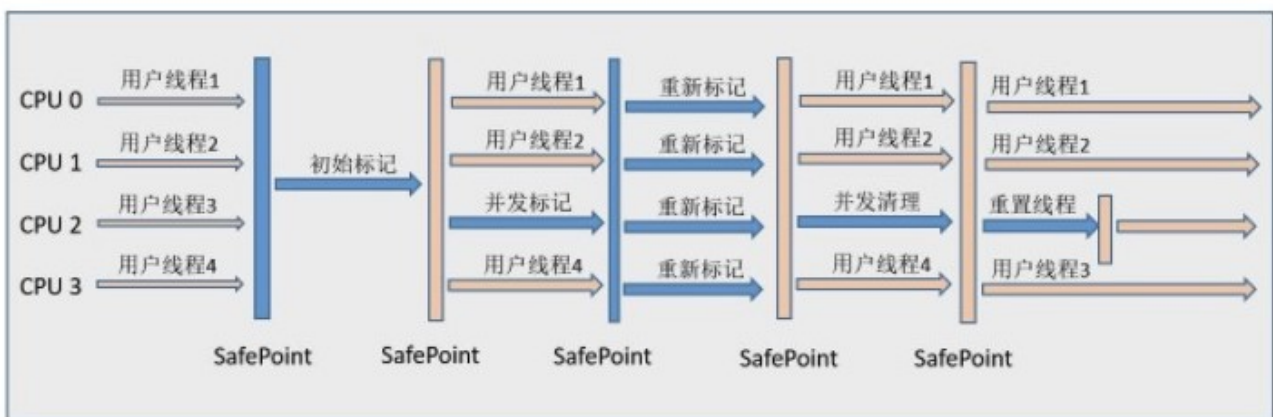 CPU 0
用户线程1
用户线程1
重新标记
用户线程1
用户线程1
CPU 1
用户线程2
初始标记
用户线程2
重新标记
用户线程2
用户线程2
CPU 2
用户线程3
并发标记
重新标记
并发清理
重置线程
CPU 3
用户线程4
用户线程4
重新标记
用户线程4
用户线程3
SafePoint
SafePoint
SafePoint
SafePoint
SafePoint